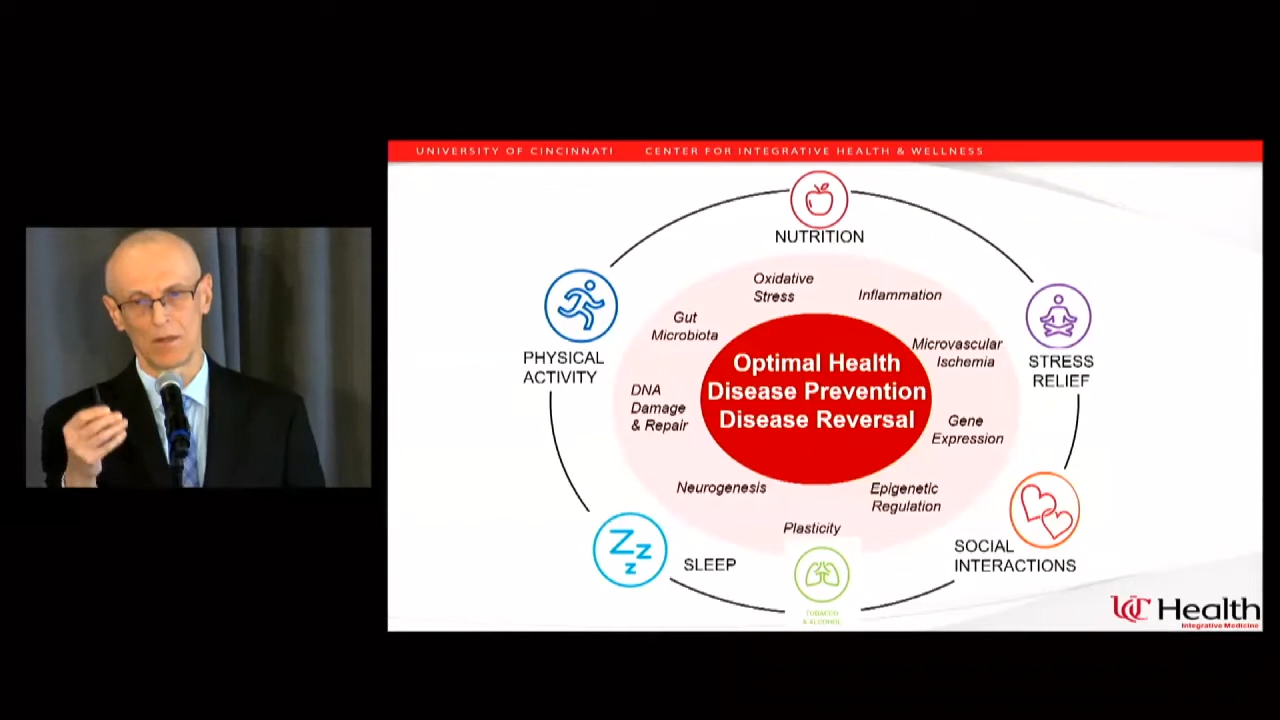 UNIVERSITY OF CINCINNATI CENTER FOR INTEGRATIVE HEALTH & WELLNESS
NUTRITION
Oxidative
Stress
Inflammation
Gut
Microbiota
Microvascular
Ischemia
PHYSICAL
ACTIVITY
STRESS
RELIEF
Optimal Health
Disease Prevention
Disease Reversal
DNA
Damage
& Repair
Gene
Expression
Neurogenesis
Epigenetic
Regulation
Plasticity
Zzz
SLEEP
SOCIAL
INTERACTIONS
TOBACCO
& ALCOHOL
UC Health
Integrative Medicine